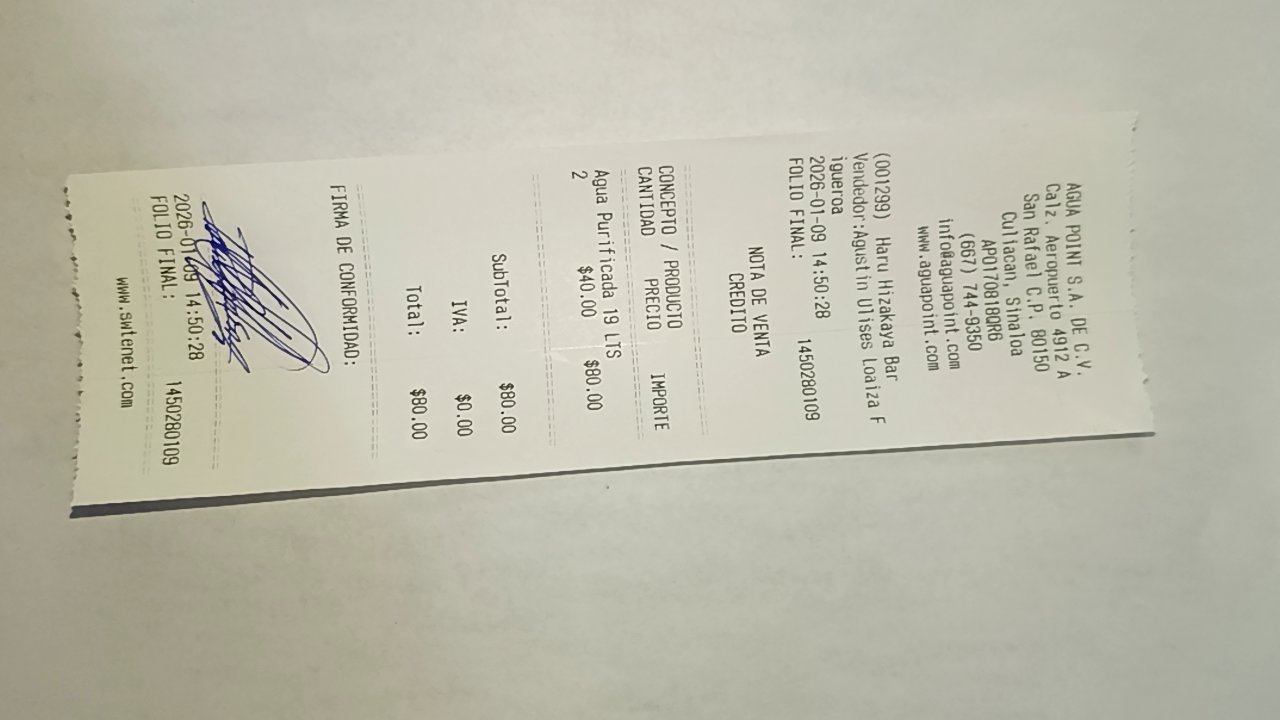 AGUA POINT S.A. DE C.V.
Calz. Aeropuerto 4912 A
San Rafael C.P. 80150
Culiacan, Sinaloa
APO170818QR6
(667) 744-9350
info@aguapoint.com
www.aguapoint.com
(001299) Haru Hizakaya Bar
Vendedor:Agustin Ulises Loaiza F
igueroa
2026-01-09 14:50:28
FOLIO FINAL: 1450280109
NOTA DE VENTA
CREDITO
CONCEPTO / PRODUCTO
CANTIDAD PRECIO IMPORTE
Agua Purificada 19 LTS
2 $40.00 $80.00
SubTotal: $80.00
IVA: $0.00
Total: $80.00
FIRMA DE CONFORMIDAD:
2026-01-09 14:50:28
FOLIO FINAL: 1450280109
www.swtenet.com